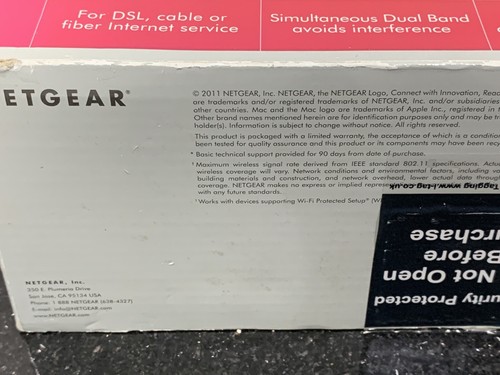 For DSL, cable or
fiber Internet service
Simultaneous Dual Band
avoids interference
ETGEAR®
© 2011 NETGEAR, Inc. NETGEAR, the NETGEAR Logo, Connect with Innovation,
are trademarks and/or registered trademarks of NETGEAR, Inc. and/or subsidiaries
other countries. Mac and the Mac logo are trademarks of Apple Inc., registered in
Other brand names mentioned herein are for identification purposes only and may be
holder(s). Information is subject to change without notice. All rights reserved.
This product is packaged with a limited warranty, the acceptance of which is a
been tested for quality assurance and this product or its components may have been
Basic technical support provided for 90 days from date of purchase.
Maximum wireless signal rate derived from IEEE standard 802.11 specifications.
wireless coverage will vary. Network conditions and environmental factors, including
building materials and construction, and network overhead, lower actual data
coverage. NETGEAR makes no express or implied
with any future standards.
Works with devices supporting Wi-Fi Protected Setup®
NETGEAR, Inc.
350 E. Plumeria Drive
San Jose, CA 95134 USA
Phone: 1 888 NETGEAR (638-4327)
E-mail: info@NETGEAR.com
www.NETGEAR.com
urity Protected
Not Open
Before
urchase
Tagging www.i-tag.co.uk